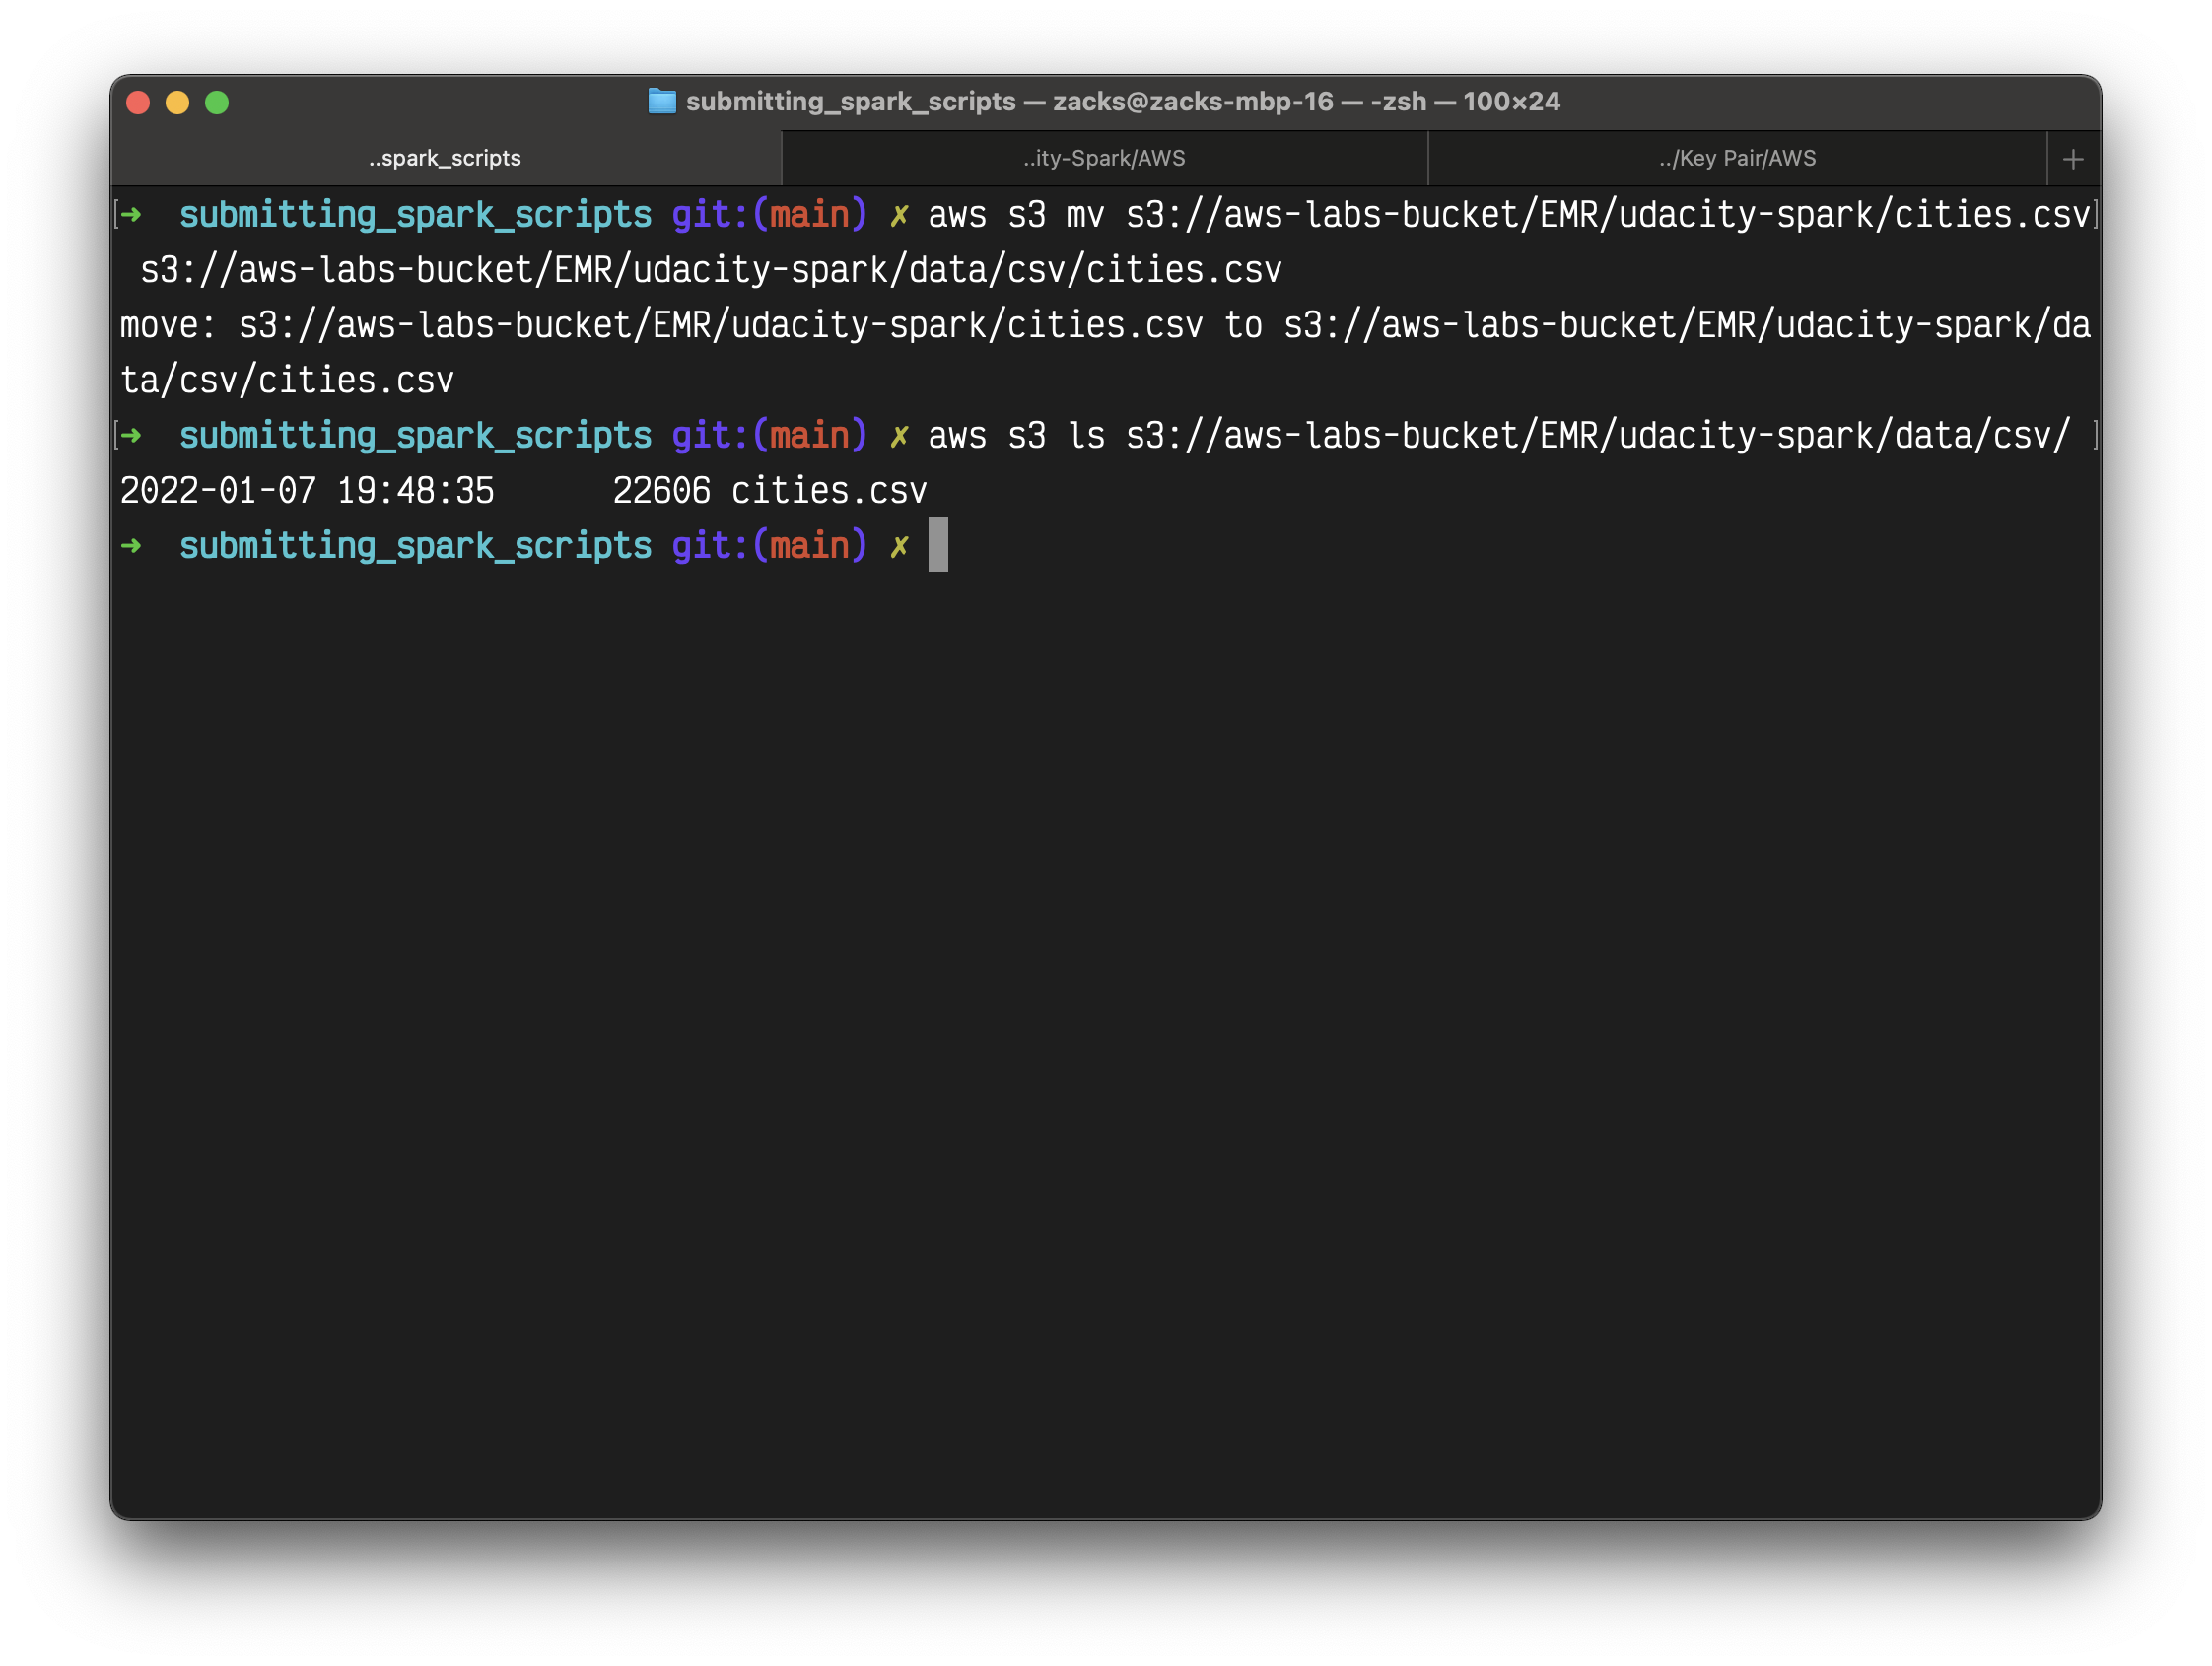 submitting_spark_scripts — zacks@zacks-mbp-16 — -zsh — 100×24
..spark_scripts ..ity-Spark/AWS ../Key Pair/AWS +
[➜  submitting_spark_scripts git:(main) ✗ aws s3 mv s3://aws-labs-bucket/EMR/udacity-spark/cities.csv]
 s3://aws-labs-bucket/EMR/udacity-spark/data/csv/cities.csv
move: s3://aws-labs-bucket/EMR/udacity-spark/cities.csv to s3://aws-labs-bucket/EMR/udacity-spark/da
ta/csv/cities.csv
[➜  submitting_spark_scripts git:(main) ✗ aws s3 ls s3://aws-labs-bucket/EMR/udacity-spark/data/csv/ ]
2022-01-07 19:48:35      22606 cities.csv
➜  submitting_spark_scripts git:(main) ✗